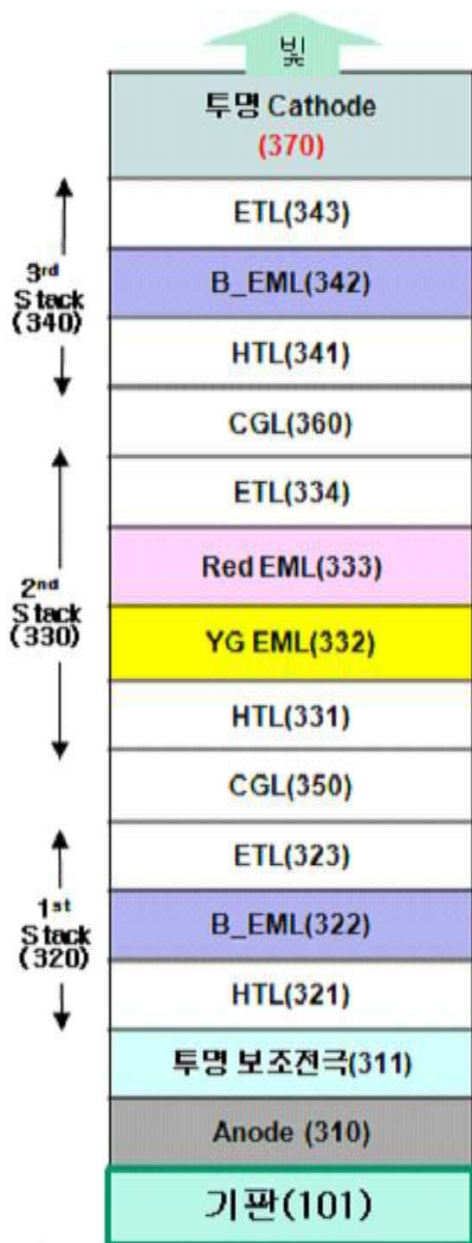 빛
투명 Cathode
(370)
ETL(343)
3rd
Stack
(340)
B_EML(342)
HTL(341)
CGL(360)
ETL(334)
Red EML(333)
2nd
Stack
(330)
YG EML(332)
HTL(331)
CGL(350)
ETL(323)
1st
Stack
(320)
B_EML(322)
HTL(321)
투명 보조전극(311)
Anode (310)
기판(101)